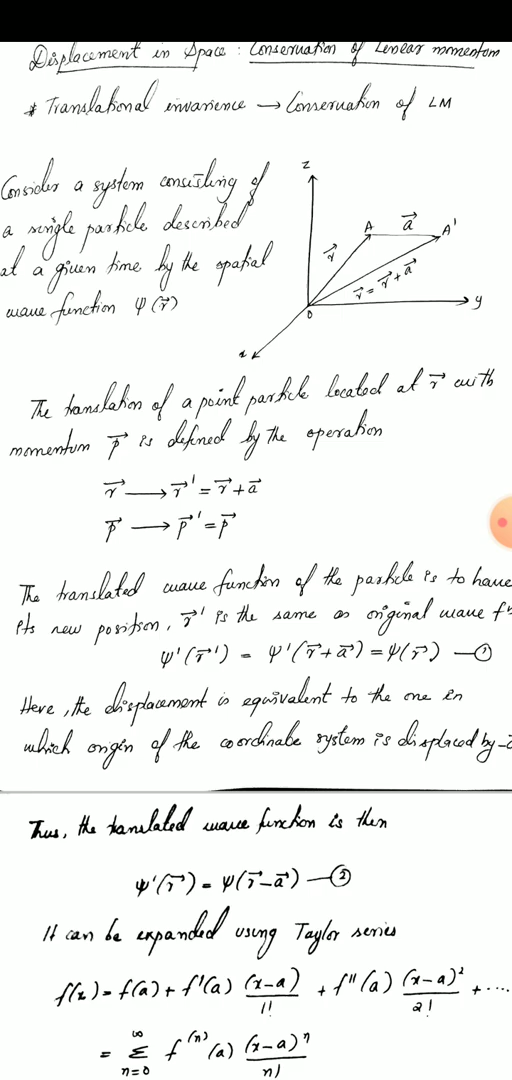 Displacement in Space : Conservation of Linear momentum
* Translational invarience → Conservation of LM
Consider a system consisting of
a single particle described
at a given time by the spatial
wave function ψ(r⃗)
z
A
a⃗
A'
r⃗
r⃗ = r⃗ + a⃗
0
y
x
The translation of a point particle located at r⃗ with
momentum p⃗ is defined by the operation
r⃗ → r⃗' = r⃗ + a⃗
p⃗ → p⃗' = p⃗
The translated wave function of the particle is to have
its new position, r⃗' is the same as original wave fⁿ
ψ'(r⃗') = ψ'(r⃗ + a⃗) = ψ(r⃗) — ①
Here, the displacement is equivalent to the one in
which origin of the coordinate system is displaced by
Thus, the translated wave function is then
ψ'(r⃗) = ψ(r⃗ - a⃗) — ②
It can be expanded using Taylor series
f(x) = f(a) + f'(a) (x-a)/1! + f''(a) (x-a)²/2! + ....
= Σ_{n=0}^{∞} f^{(n)}(a) (x-a)ⁿ/n!